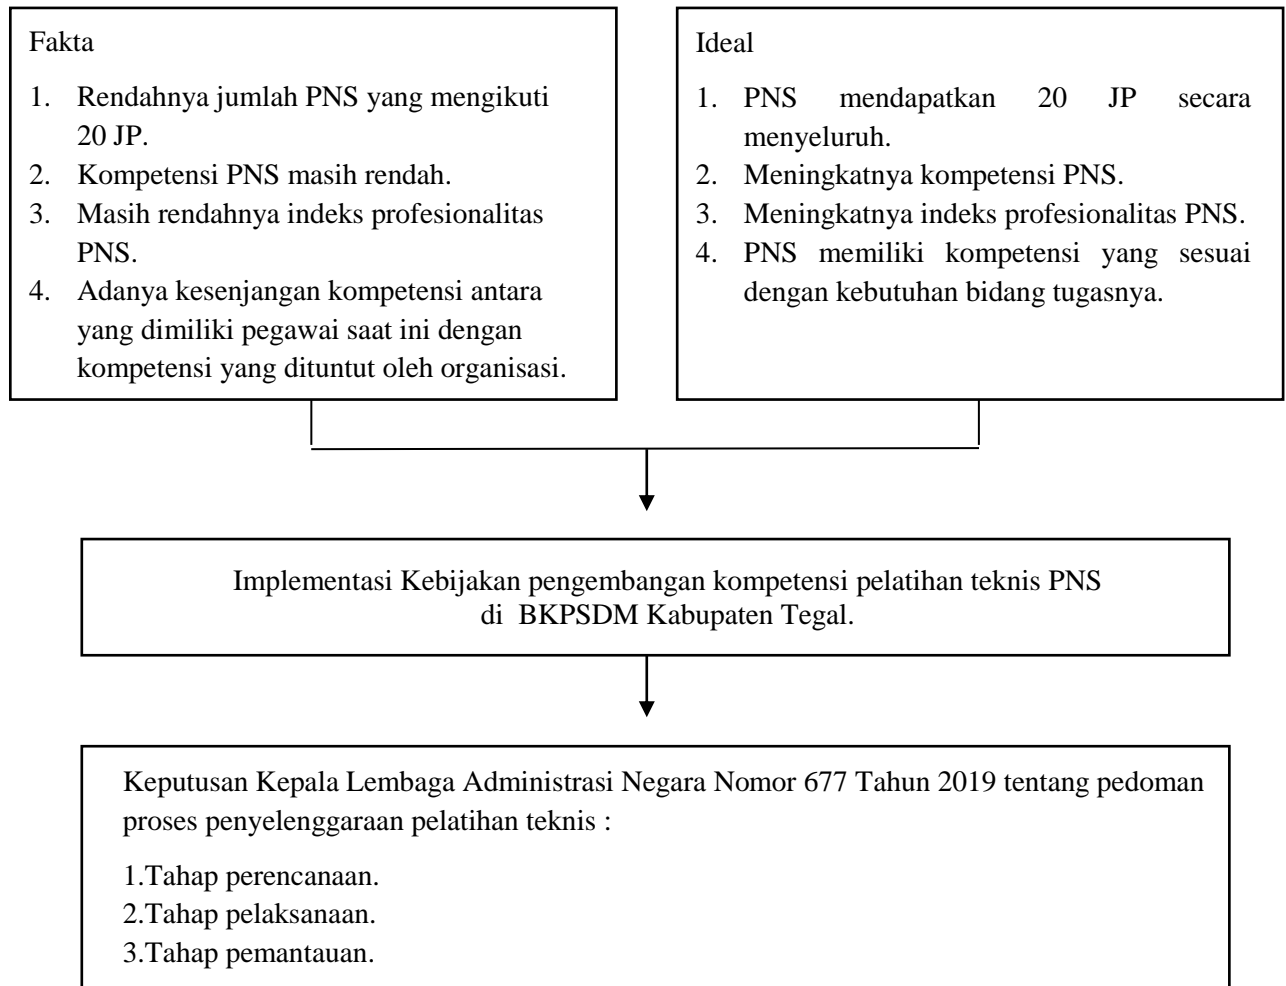 Fakta
1. Rendahnya jumlah PNS yang mengikuti
20 JP.
2. Kompetensi PNS masih rendah.
3. Masih rendahnya indeks profesionalitas
PNS.
4. Adanya kesenjangan kompetensi antara
yang dimiliki pegawai saat ini dengan
kompetensi yang dituntut oleh organisasi.
Ideal
1. PNS mendapatkan 20 JP secara
menyeluruh.
2. Meningkatnya kompetensi PNS.
3. Meningkatnya indeks profesionalitas PNS.
4. PNS memiliki kompetensi yang sesuai
dengan kebutuhan bidang tugasnya.
Implementasi Kebijakan pengembangan kompetensi pelatihan teknis PNS
di BKPSDM Kabupaten Tegal.
Keputusan Kepala Lembaga Administrasi Negara Nomor 677 Tahun 2019 tentang pedoman
proses penyelenggaraan pelatihan teknis :
1.Tahap perencanaan.
2.Tahap pelaksanaan.
3.Tahap pemantauan.